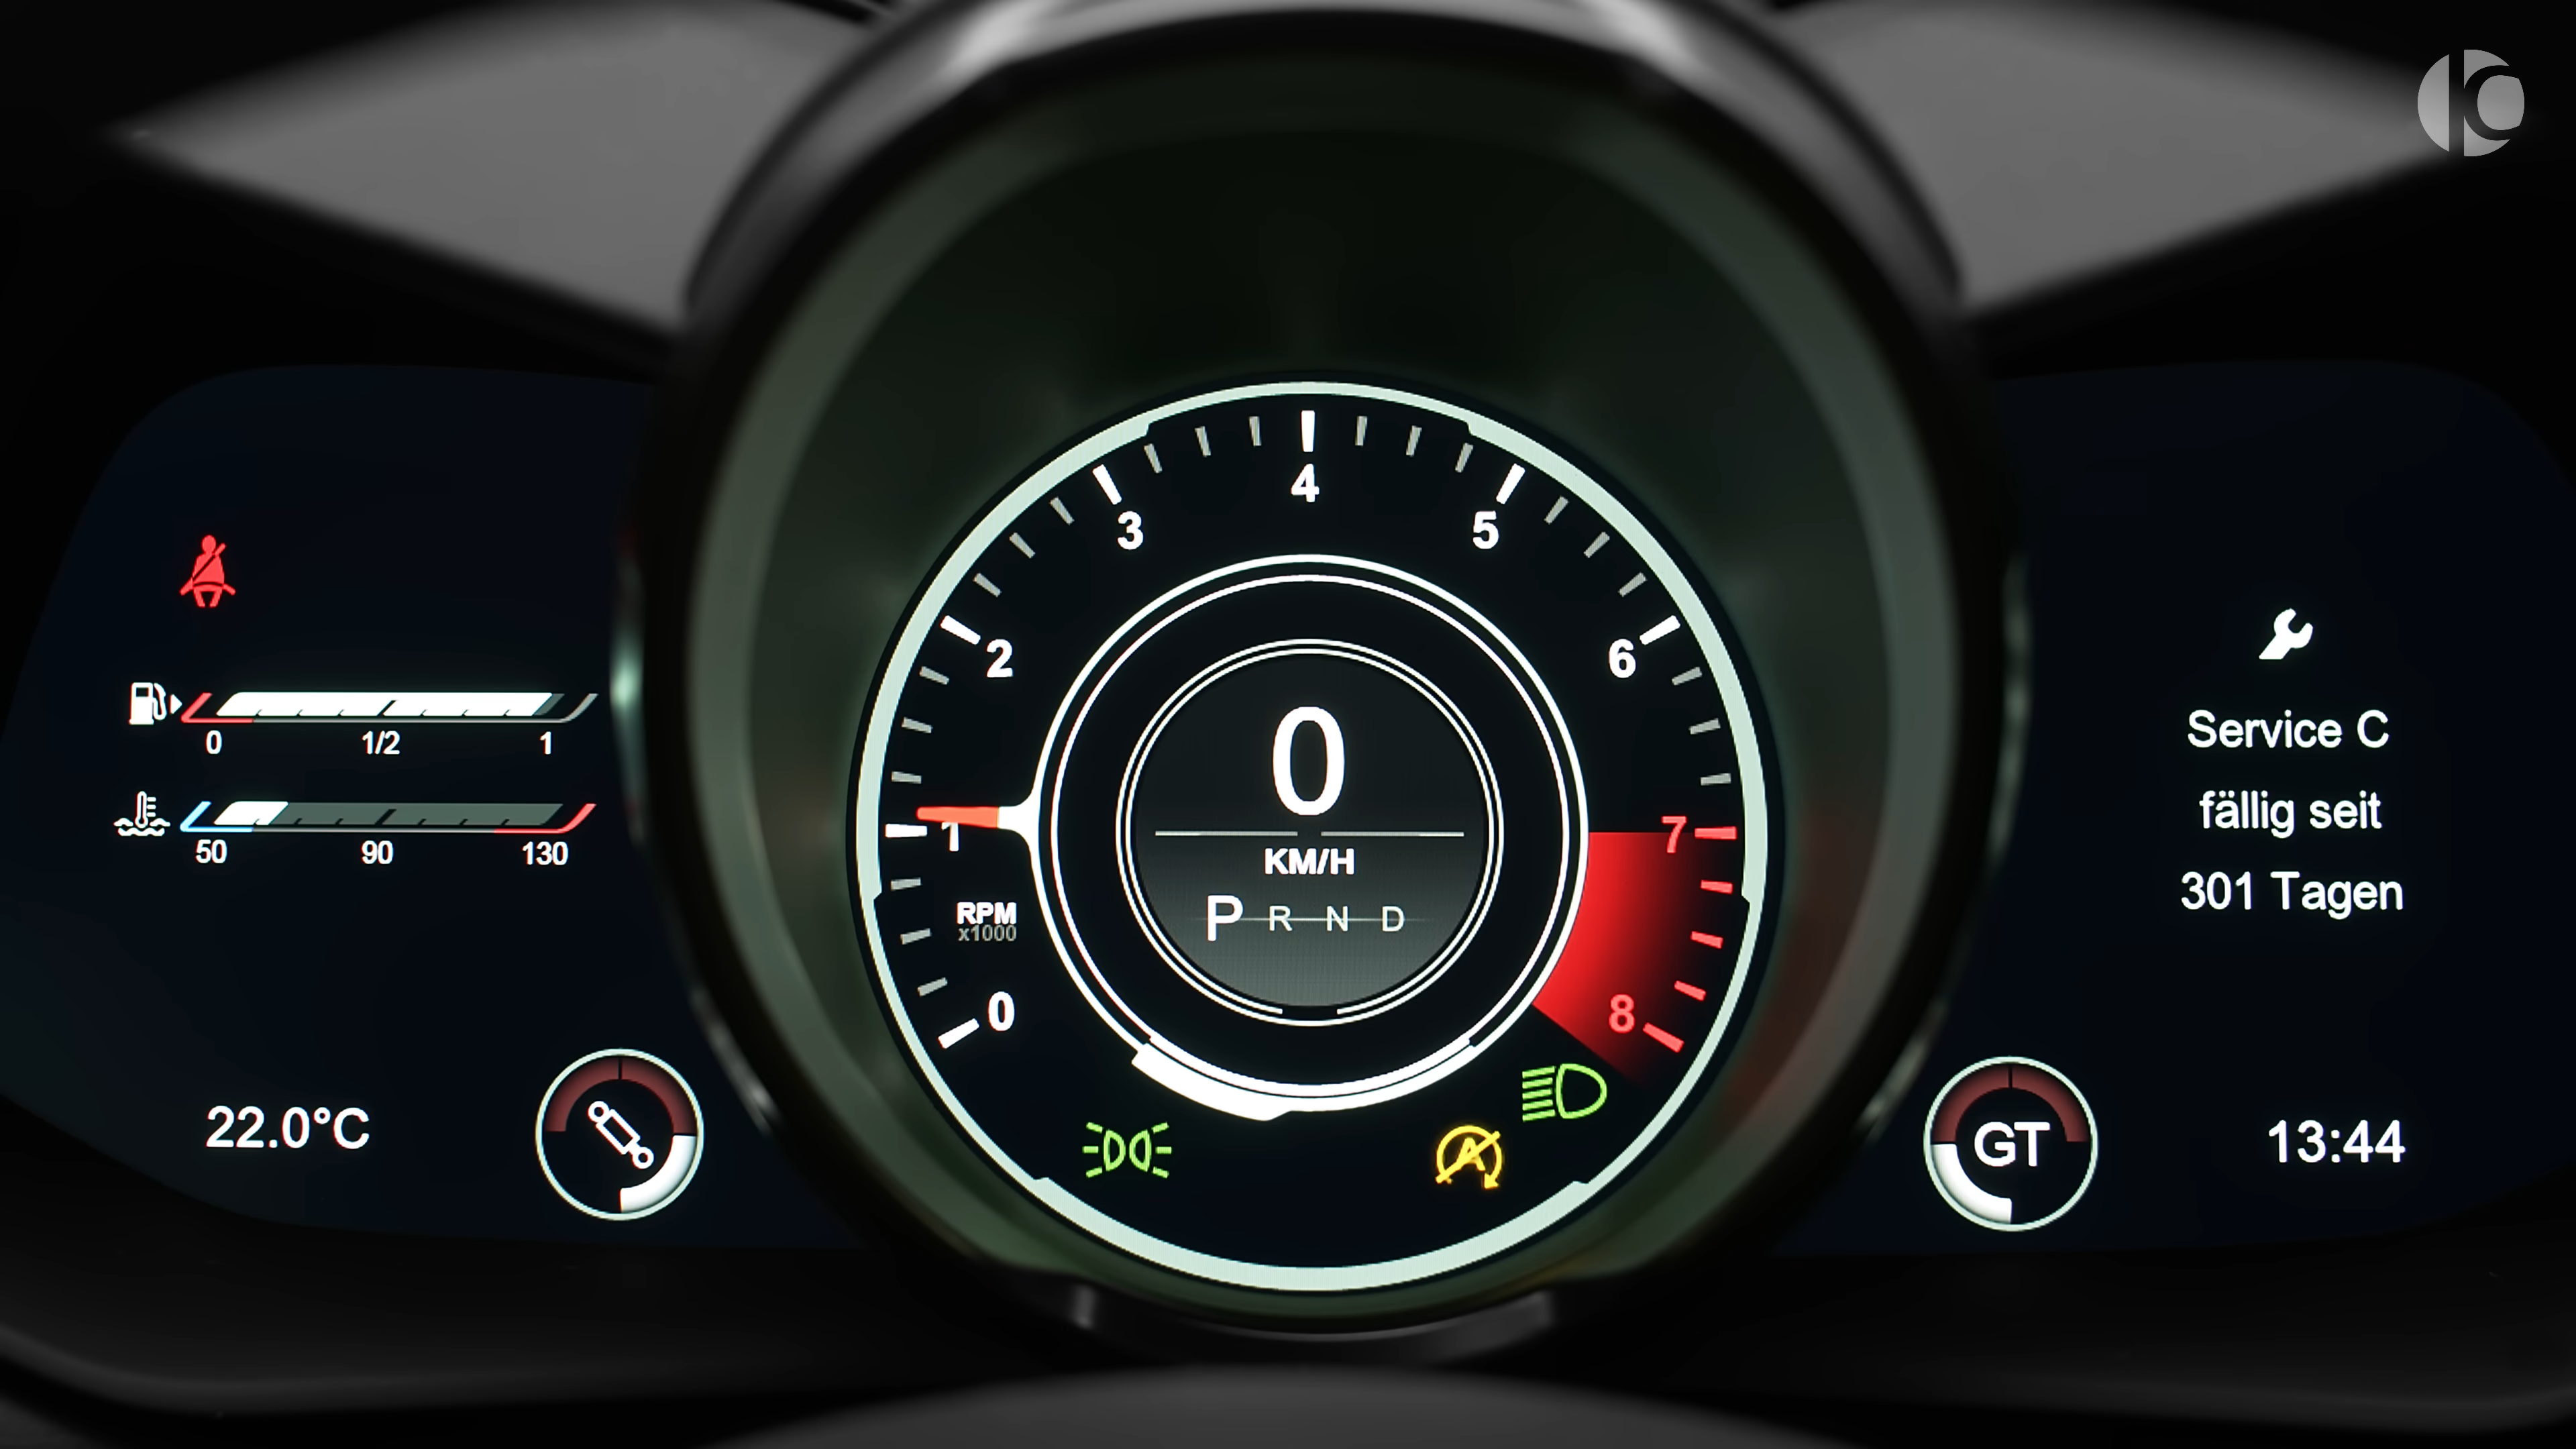 4
3
5
2
6
0
1/2
1
0
KM/H
1
7
50
90
130
RPM
x1000
P R N D
0
8
Service C
fällig seit
301 Tagen
22.0°C
A
GT
13:44